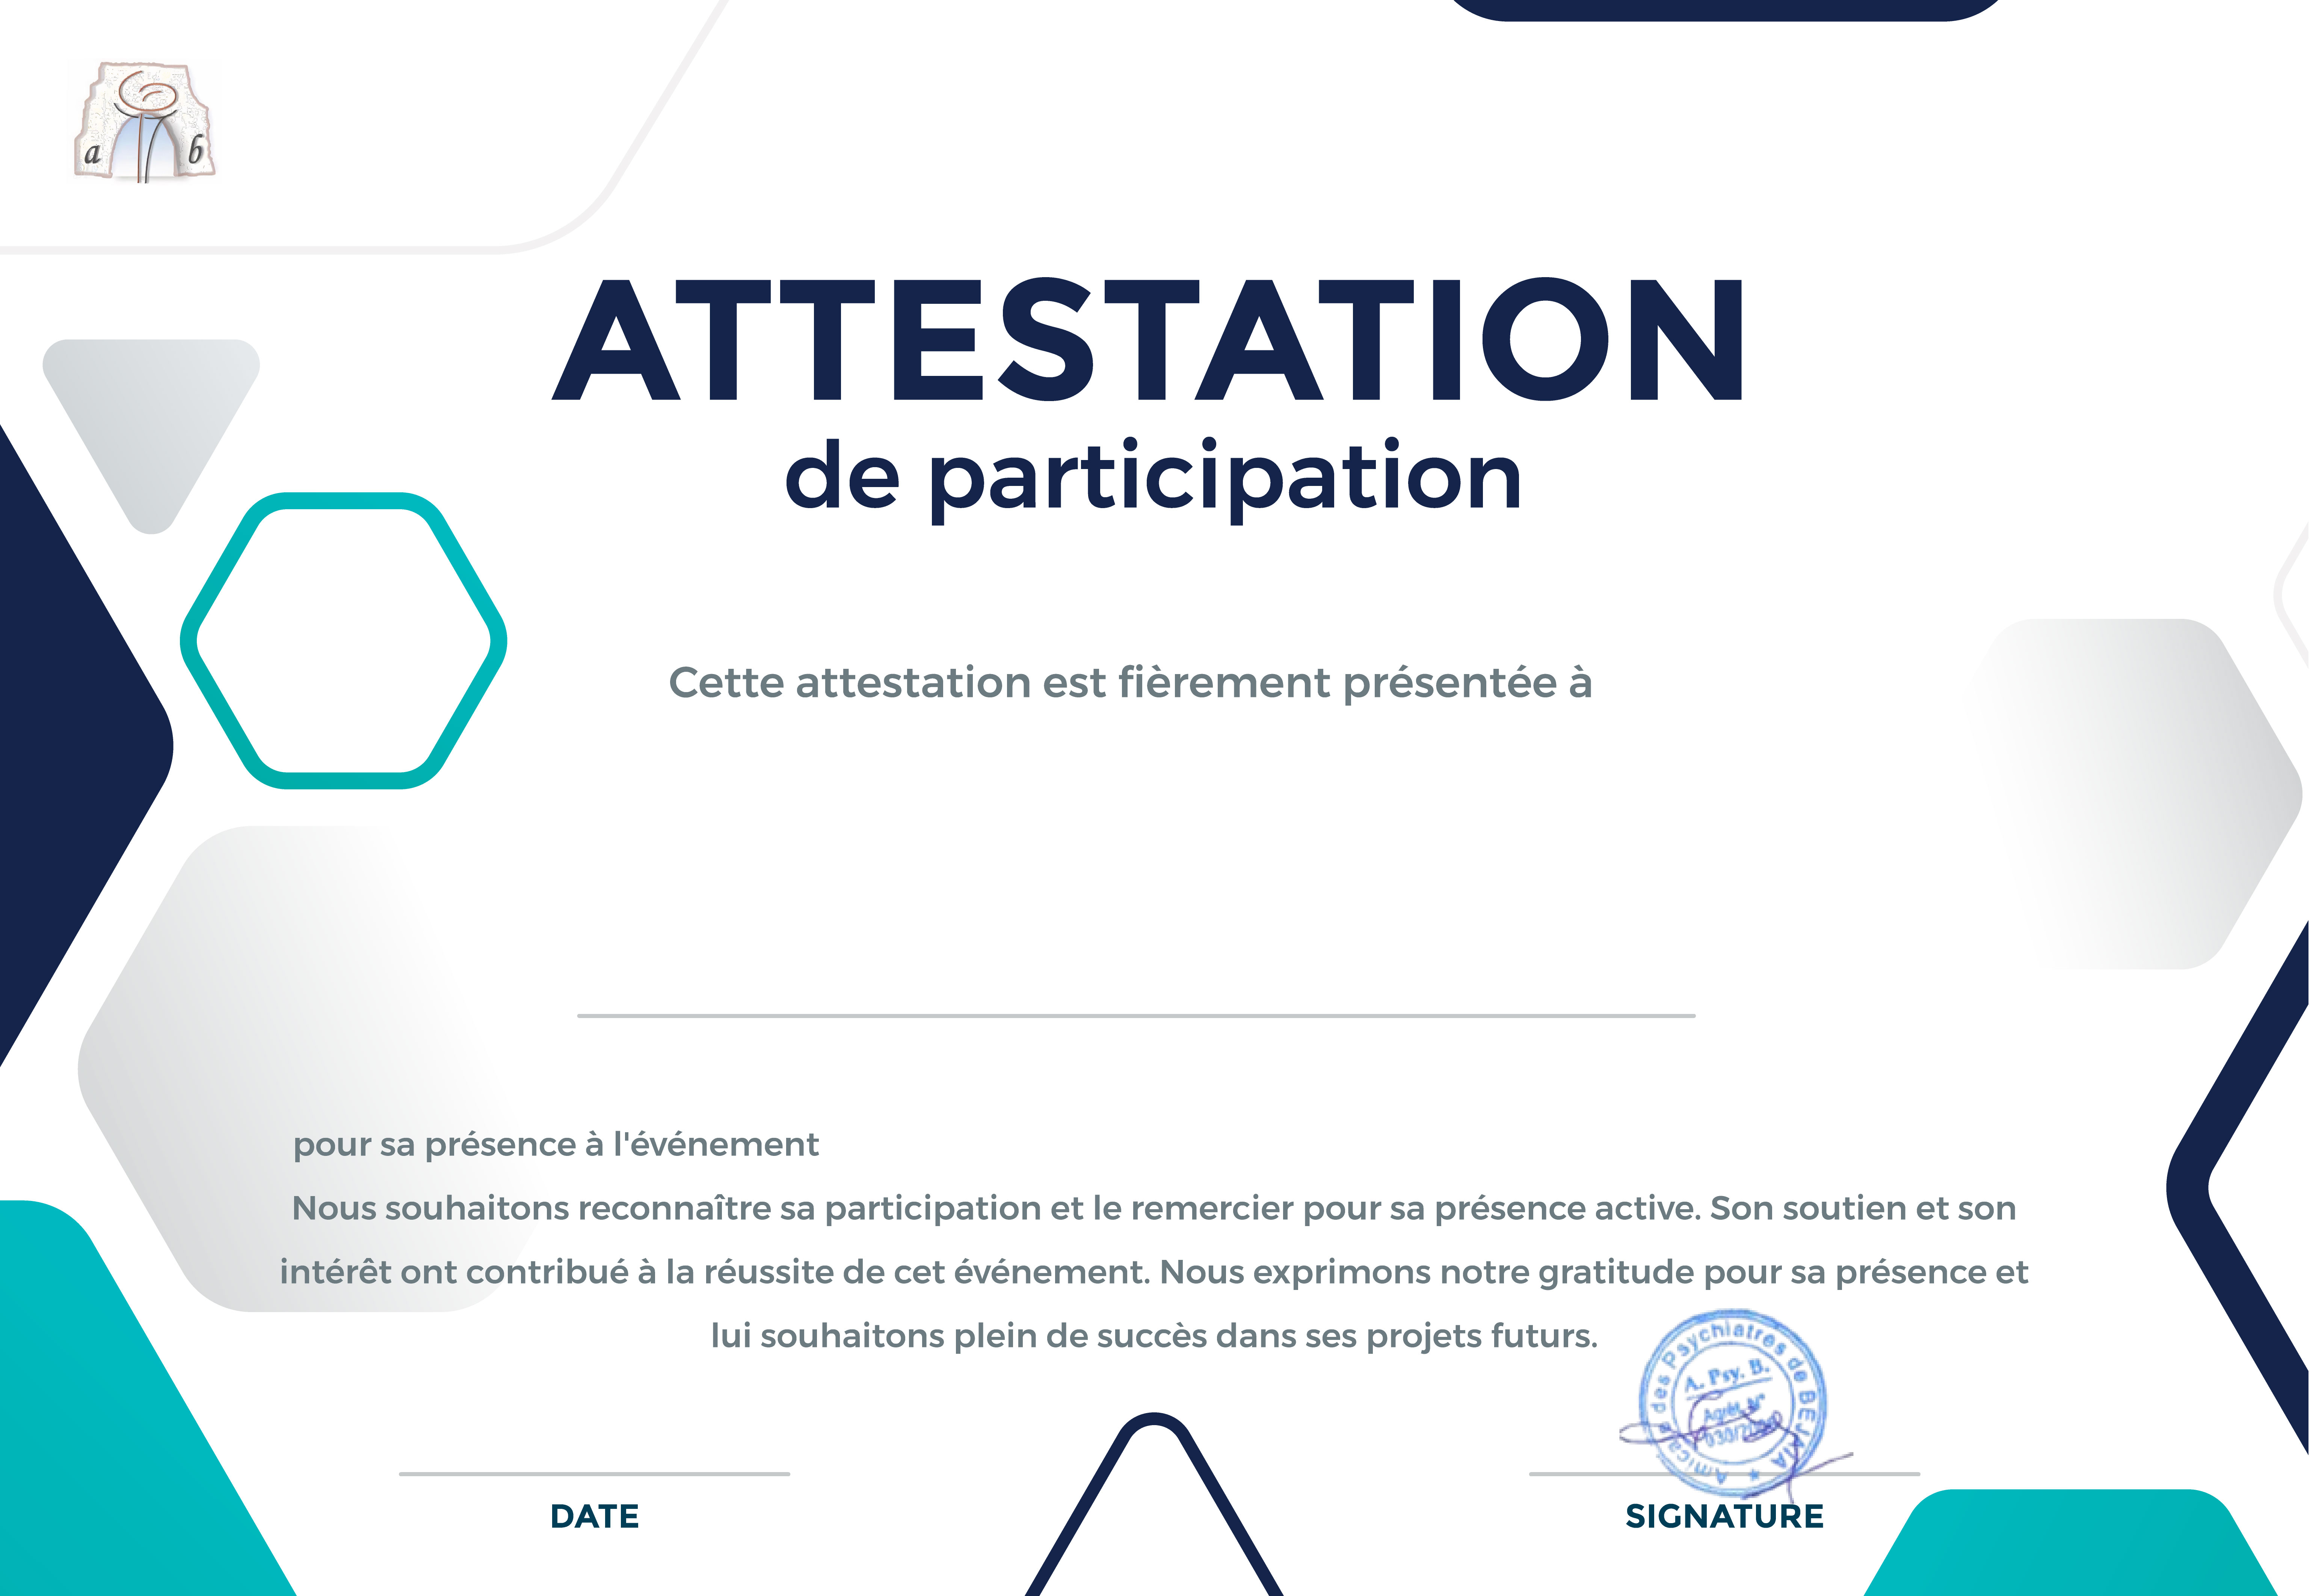 a b
ATTESTATION
de participation
Cette attestation est fièrement présentée à
pour sa présence à l'événement
Nous souhaitons reconnaître sa participation et le remercier pour sa présence active. Son soutien et son
intérêt ont contribué à la réussite de cet événement. Nous exprimons notre gratitude pour sa présence et
lui souhaitons plein de succès dans ses projets futurs.
Amicale des Psychiatres de BEJAIA
A. Psy. B.
Agrét. N°
DATE
SIGNATURE